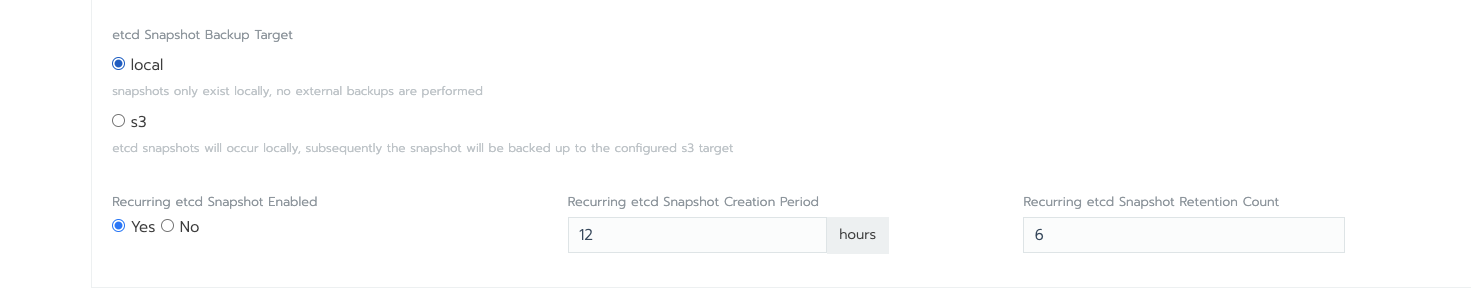 etcd Snapshot Backup Target
local
snapshots only exist locally, no external backups are performed
s3
etcd snapshots will occur locally, subsequently the snapshot will be backed up to the configured s3 target
Recurring etcd Snapshot Enabled
Yes No
Recurring etcd Snapshot Creation Period
12 hours
Recurring etcd Snapshot Retention Count
6